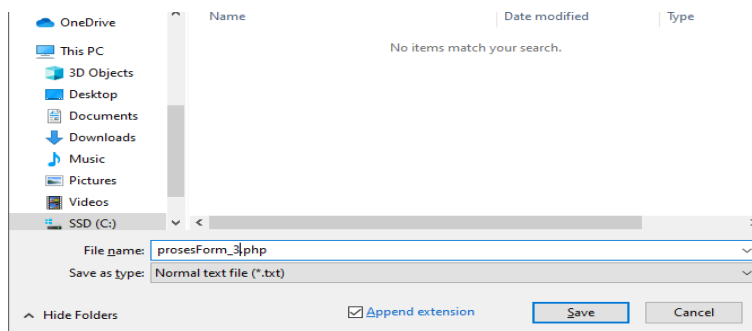 OneDrive
Name Date modified Type
This PC
No items match your search.
3D Objects
Desktop
Documents
Downloads
Music
Pictures
Videos
SSD (C:)
File name: prosesForm_3.php
Save as type: Normal text file (*.txt)
Hide Folders Append extension Save Cancel